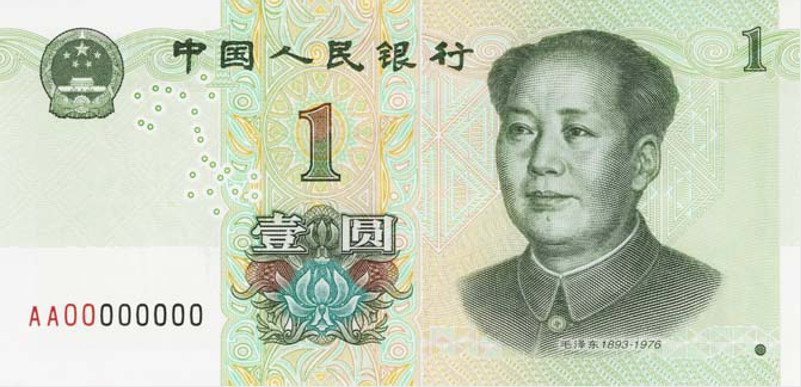 中国人民银行
1
1
壹圆
AA00000000
毛泽东1893-1976